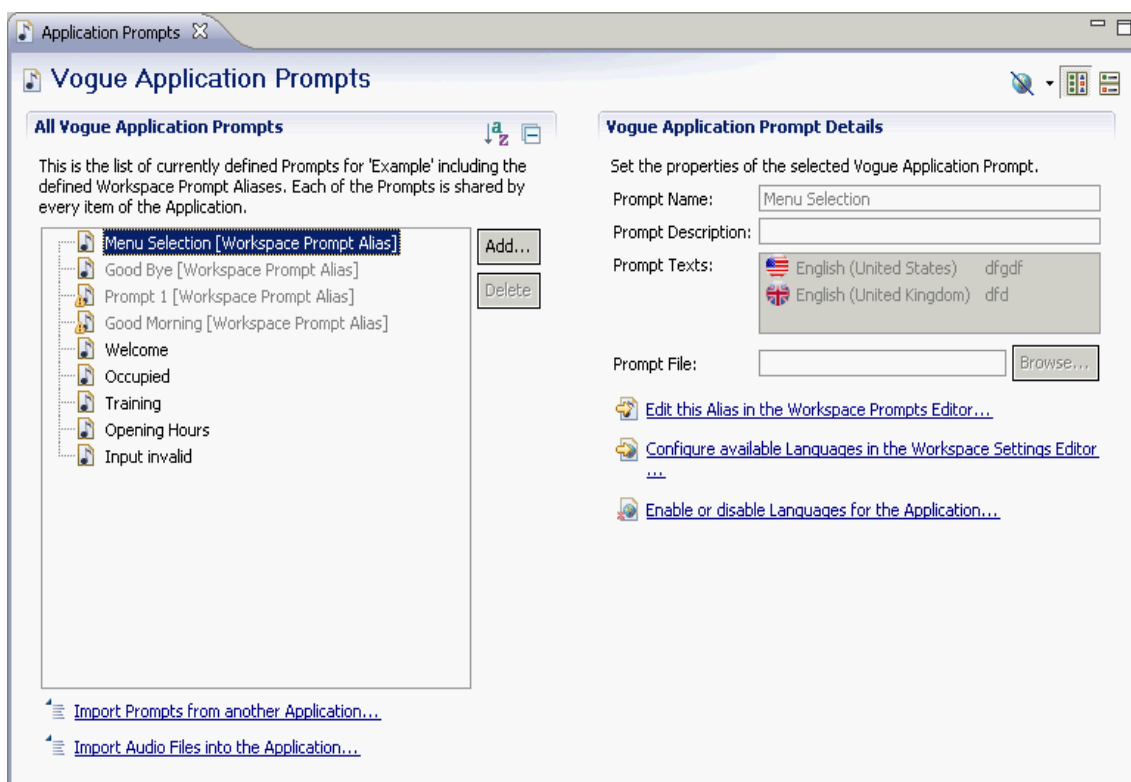 Application Prompts
Vogue Application Prompts
All Vogue Application Prompts
This is the list of currently defined Prompts for 'Example' including the
defined Workspace Prompt Aliases. Each of the Prompts is shared by
every item of the Application.
Menu Selection [Workspace Prompt Alias]
Good Bye [Workspace Prompt Alias]
Prompt 1 [Workspace Prompt Alias]
Good Morning [Workspace Prompt Alias]
Welcome
Occupied
Training
Opening Hours
Input invalid
Add...
Delete
Import Prompts from another Application...
Import Audio Files into the Application...
Vogue Application Prompt Details
Set the properties of the selected Vogue Application Prompt.
Prompt Name: Menu Selection
Prompt Description:
Prompt Texts: English (United States) dfgdf
English (United Kingdom) dfd
Prompt File: Browse...
Edit this Alias in the Workspace Prompts Editor...
Configure available Languages in the Workspace Settings Editor
...
Enable or disable Languages for the Application...